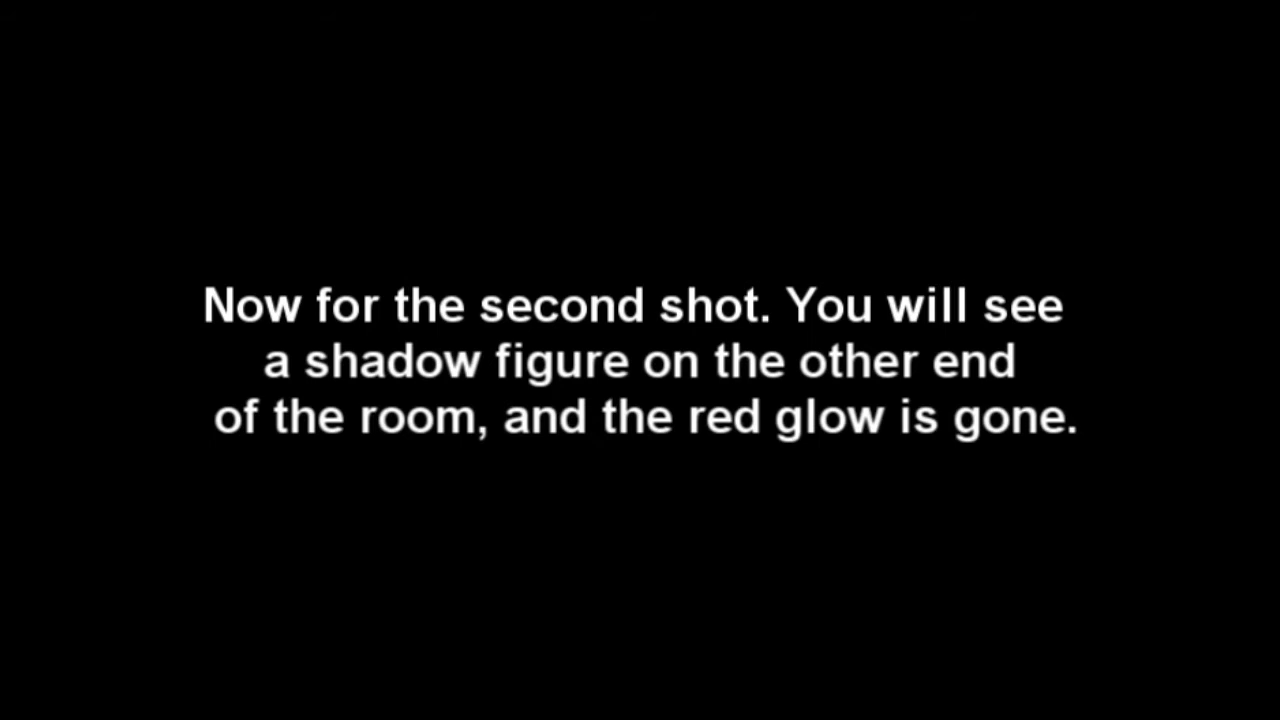 Now for the second shot. You will see
a shadow figure on the other end
of the room, and the red glow is gone.